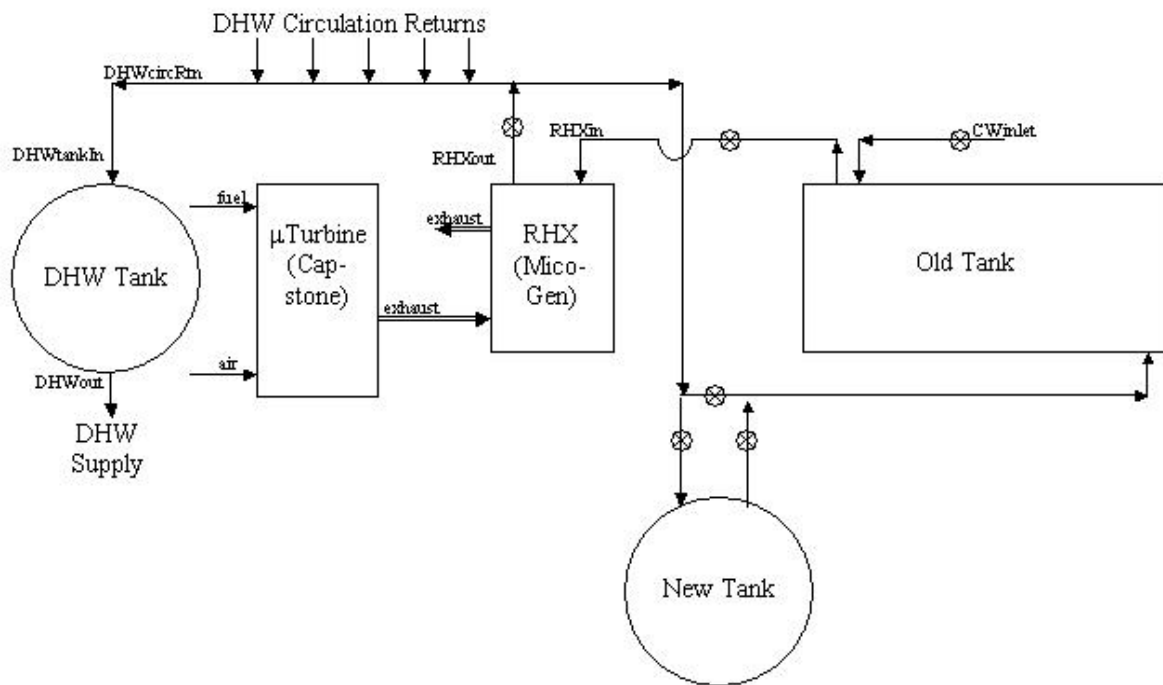 DHW Circulation Returns
DHWcircRtn
RHXin
CWinlet
DHWtankIn
RHXout
fuel
µTurbine
(Cap-
stone)
exhaust
RHX
(Mico-
Gen)
DHW Tank
Old Tank
exhaust
air
DHWout
DHW
Supply
New Tank